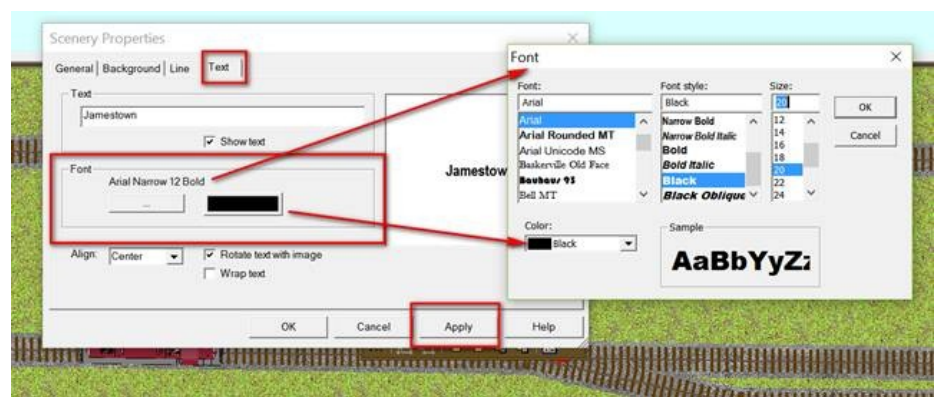 Scenery Properties
General Background Line Text
Text
Jamestown
Show text
Font
Arial Narrow 12 Bold
...
Align: Center
Rotate text with image
Wrap text
Jamestow
OK Cancel Apply Help
Font
Font: Font style: Size:
Arial Black 20
Arial Narrow Bold 12
Arial Rounded MT Narrow Bold Italic 14
Arial Unicode MS Bold 16
Baskerville Old Face Bold Italic 18
Bauhaus 93 Black 20
Bell MT Black Oblique 22
24
OK
Cancel
Color:
Black
Sample
AaBbYyZz